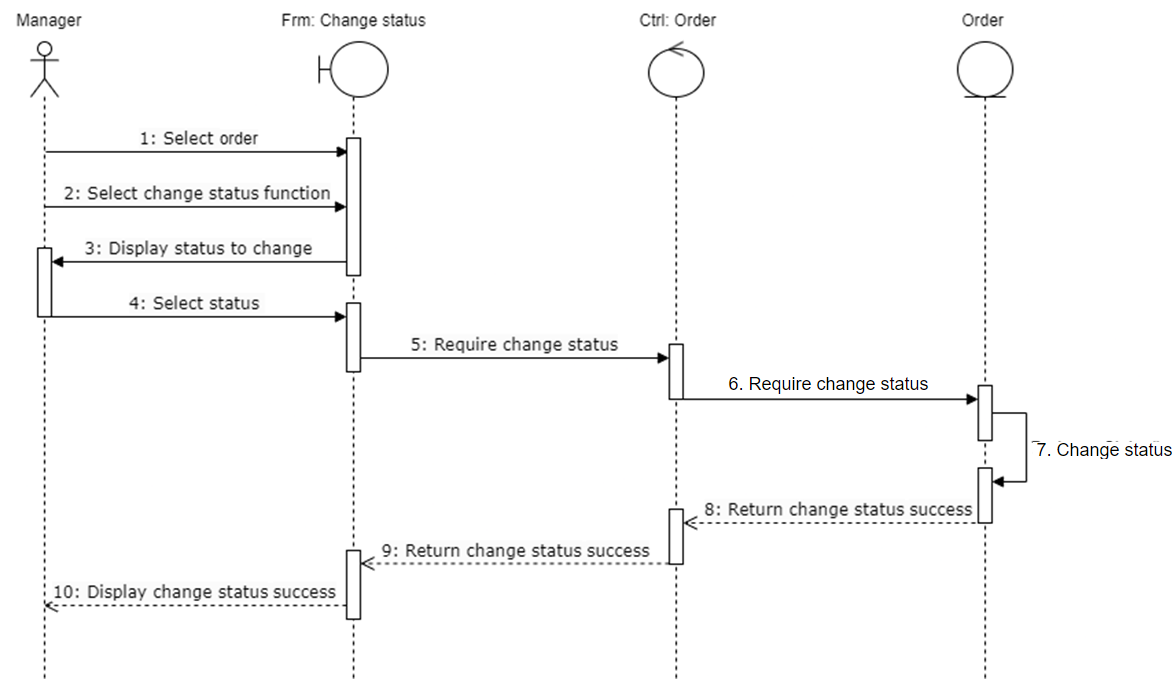 Manager
Frm: Change status
Ctrl: Order
Order
1: Select order
2: Select change status function
3: Display status to change
4: Select status
5: Require change status
6. Require change status
7. Change status
8: Return change status success
9: Return change status success
10: Display change status success